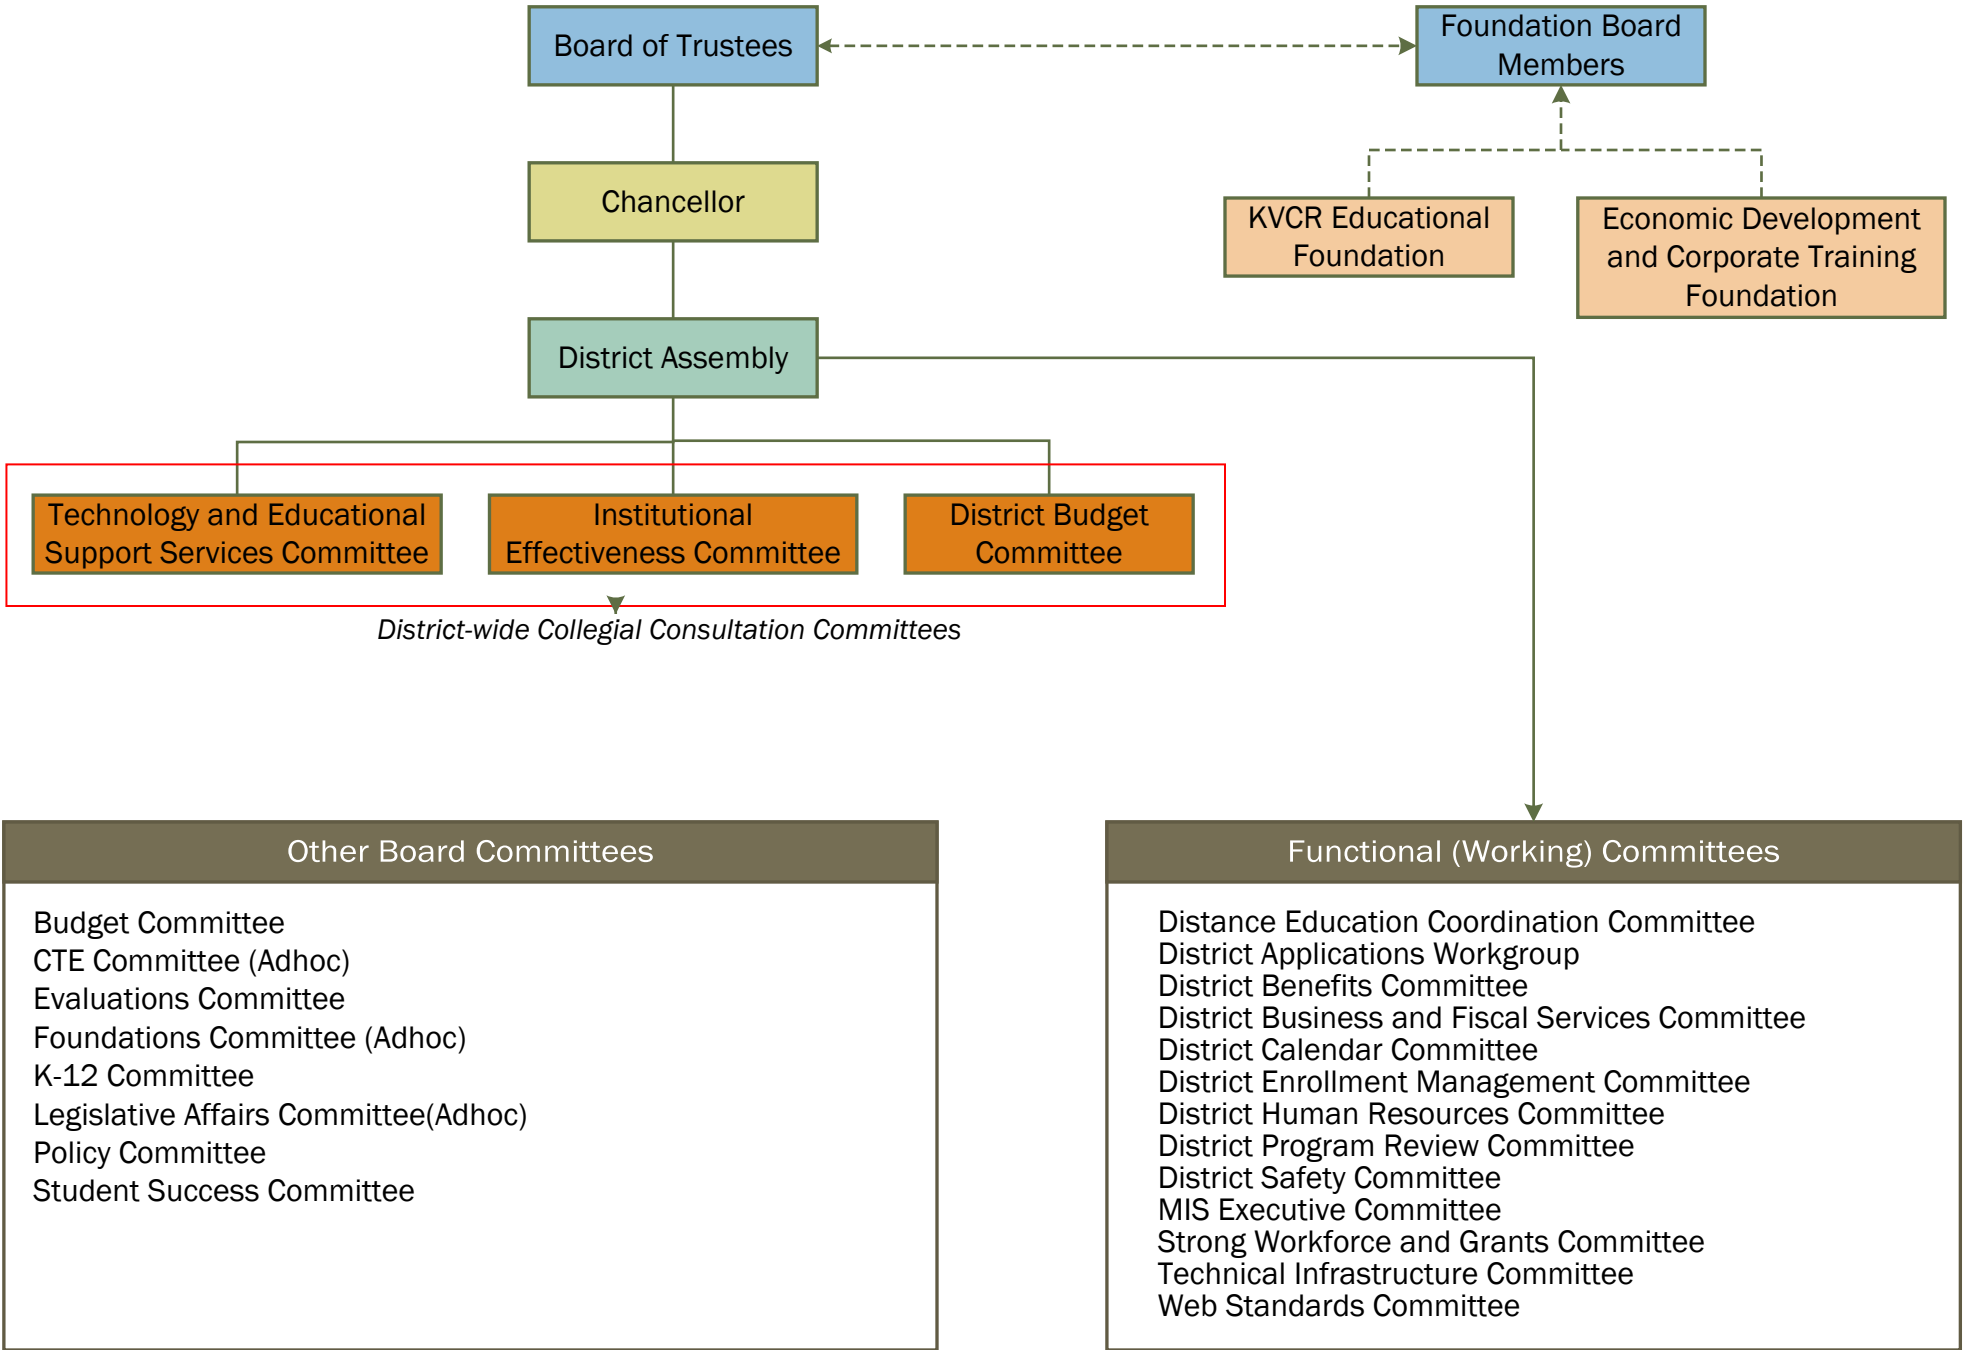 Board of Trustees
Foundation Board
Members
Chancellor
KVCR Educational
Foundation
Economic Development
and Corporate Training
Foundation
District Assembly
Technology and Educational
Support Services Committee
Institutional
Effectiveness Committee
District Budget
Committee
District-wide Collegial Consultation Committees
Other Board Committees
Budget Committee
CTE Committee (Adhoc)
Evaluations Committee
Foundations Committee (Adhoc)
K-12 Committee
Legislative Affairs Committee(Adhoc)
Policy Committee
Student Success Committee
Functional (Working) Committees
Distance Education Coordination Committee
District Applications Workgroup
District Benefits Committee
District Business and Fiscal Services Committee
District Calendar Committee
District Enrollment Management Committee
District Human Resources Committee
District Program Review Committee
District Safety Committee
MIS Executive Committee
Strong Workforce and Grants Committee
Technical Infrastructure Committee
Web Standards Committee